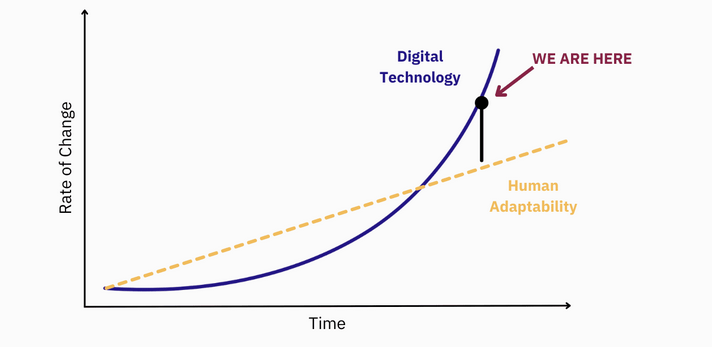 Digital
Technology
WE ARE HERE
Rate of Change
Human
Adaptability
Time